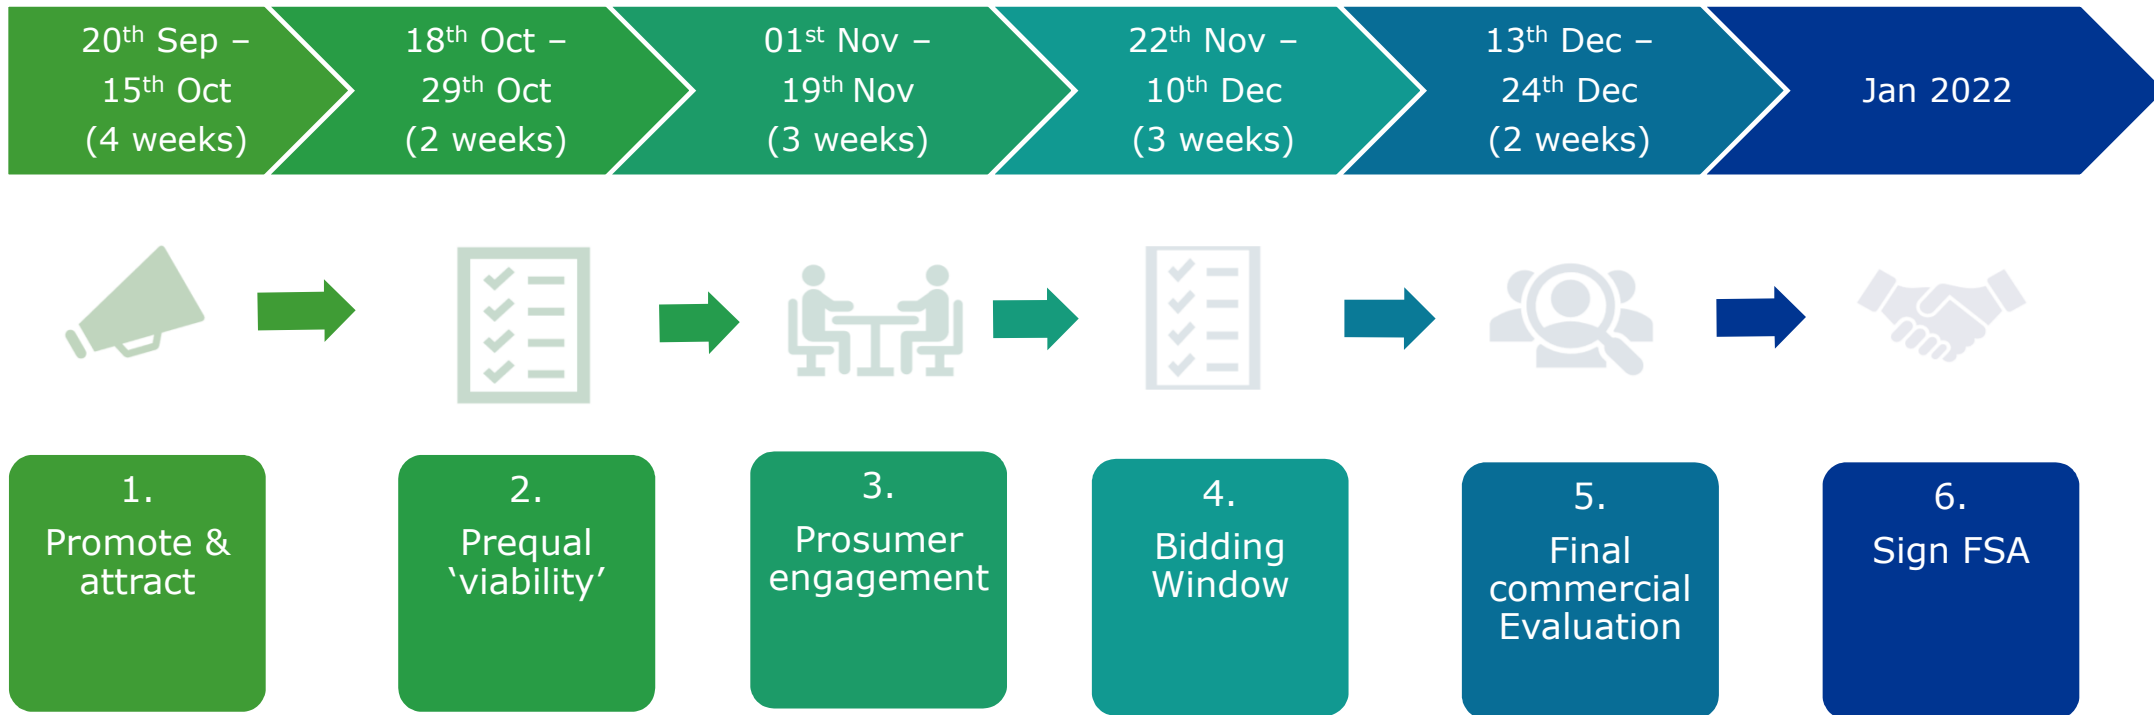 20th Sep –
15th Oct
(4 weeks)
18th Oct –
29th Oct
(2 weeks)
01st Nov –
19th Nov
(3 weeks)
22th Nov –
10th Dec
(3 weeks)
13th Dec –
24th Dec
(2 weeks)
Jan 2022
1.
Promote &
attract
2.
Prequal
‘viability’
3.
Prosumer
engagement
4.
Bidding
Window
5.
Final
commercial
Evaluation
6.
Sign FSA